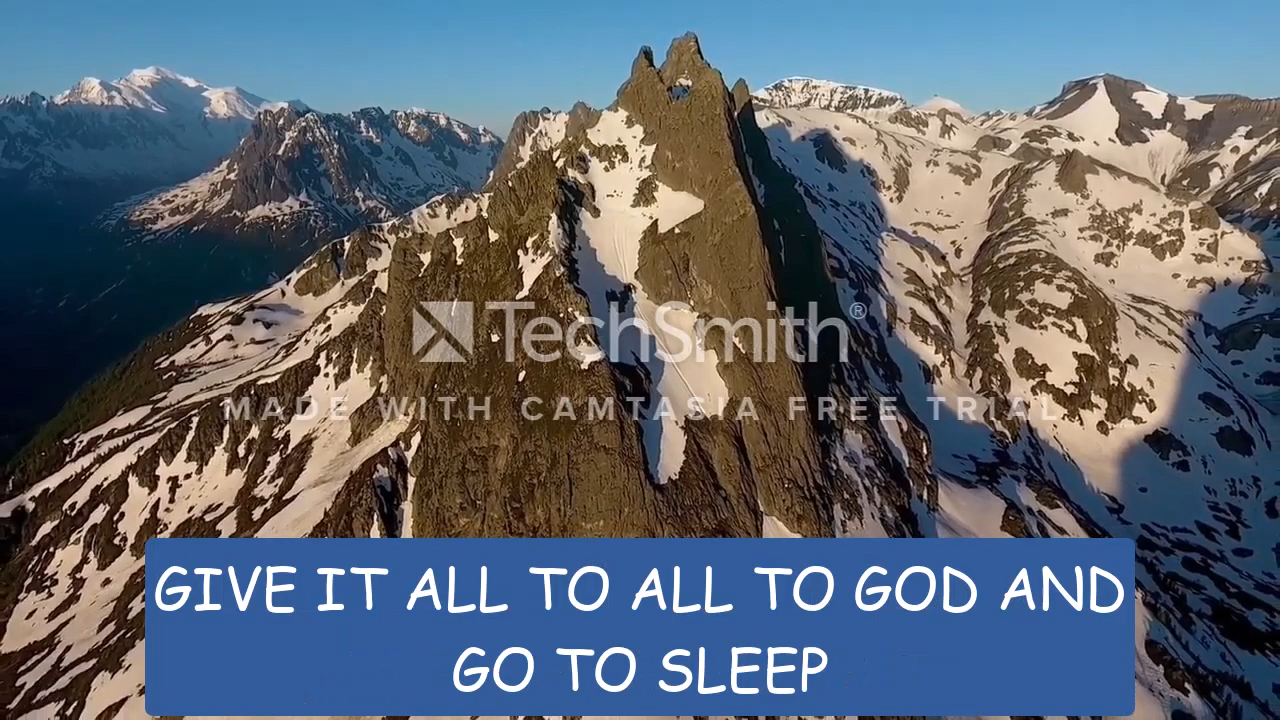 TechSmith®
MADE WITH CAMTASIA FREE TRIAL
GIVE IT ALL TO ALL TO GOD AND
GO TO SLEEP